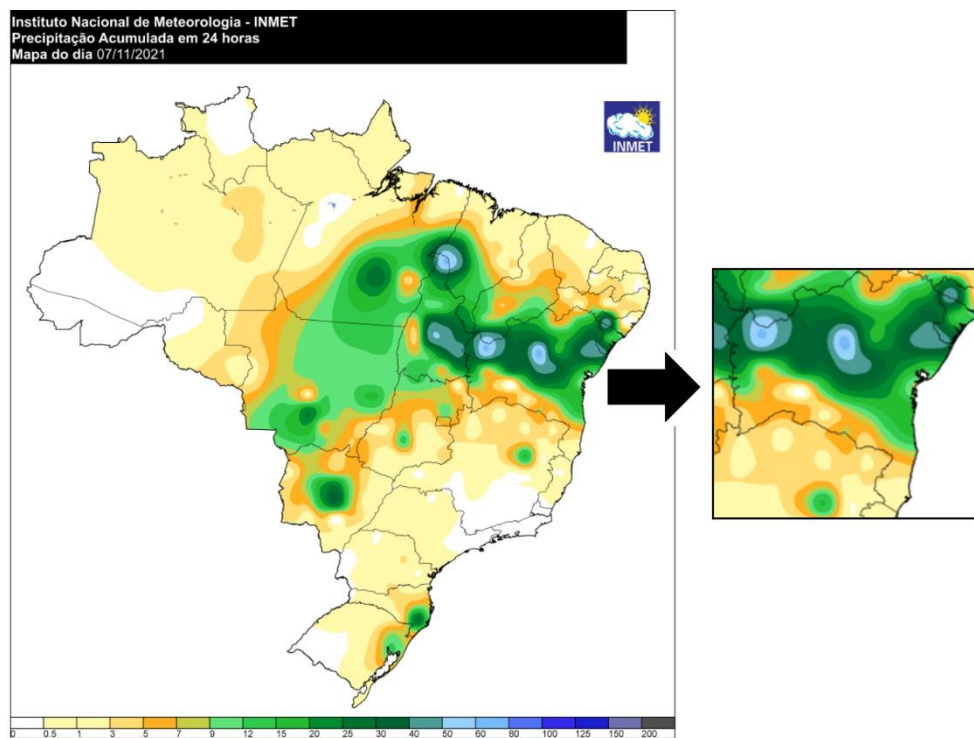 Instituto Nacional de Meteorologia - INMET
Precipitação Acumulada em 24 horas
Mapa do dia 07/11/2021
INMET
0 0.5 1 3 5 7 9 12 15 20 25 30 40 50 60 80 100 125 150 200